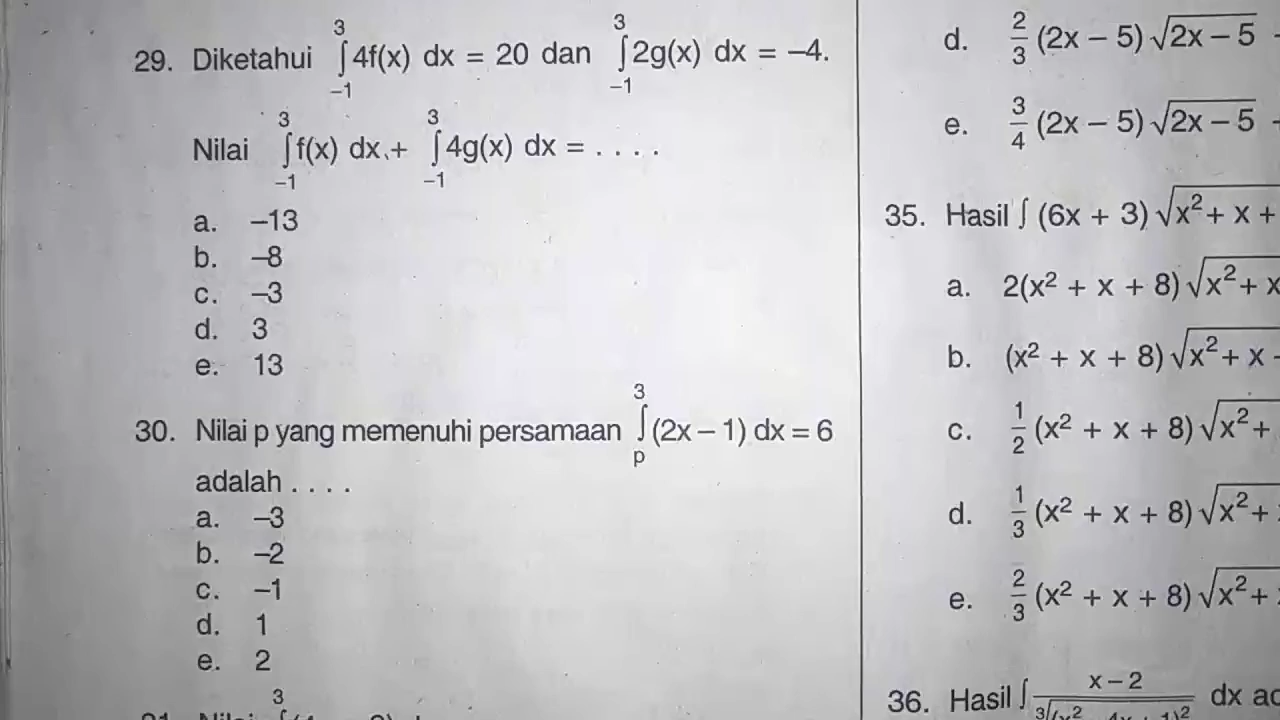 29. Diketahui ∫₋₁³ 4f(x) dx = 20 dan ∫₋₁³ 2g(x) dx = –4.
Nilai ∫₋₁³ f(x) dx + ∫₋₁³ 4g(x) dx = . . . .
a. –13
b. –8
c. –3
d. 3
e. 13
30. Nilai p yang memenuhi persamaan ∫ₚ³ (2x – 1) dx = 6
adalah . . . .
a. –3
b. –2
c. –1
d. 1
e. 2
3
d. 2/3 (2x – 5) √(2x – 5)
e. 3/4 (2x – 5) √(2x – 5)
35. Hasil ∫ (6x + 3) √x² + x +
a. 2(x² + x + 8) √x² + x
b. (x² + x + 8) √x² + x
c. 1/2 (x² + x + 8) √x² +
d. 1/3 (x² + x + 8) √x² +
e. 2/3 (x² + x + 8) √x² +
36. Hasil ∫ x – 2 dx